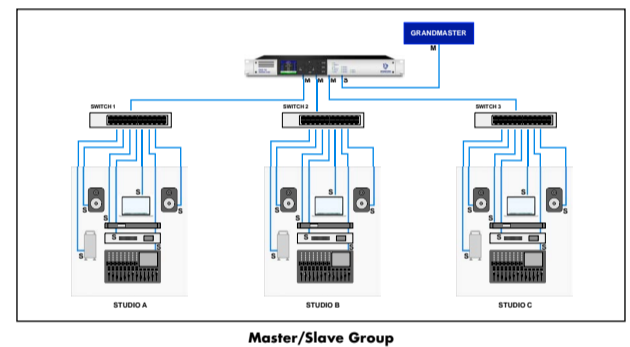 GRANDMASTER
M
M M M S
SWITCH 1 SWITCH 2 SWITCH 3
S S S
S S S S S S
S S S
S S S
S S S
S S S
STUDIO A STUDIO B STUDIO C
Master/Slave Group